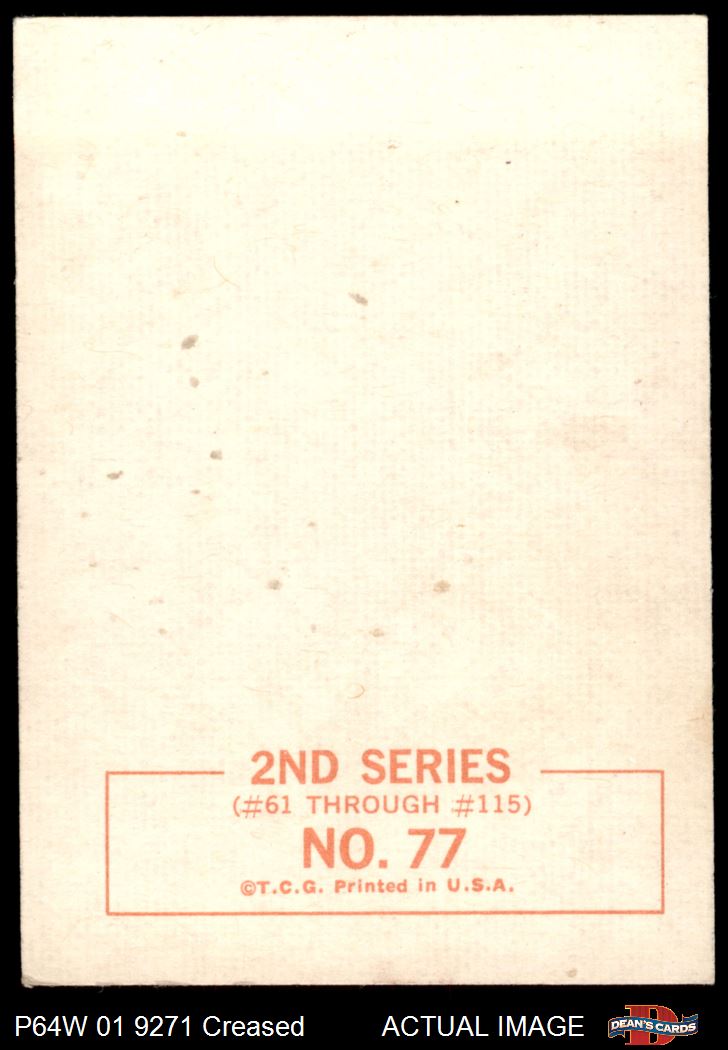 2ND SERIES
(#61 THROUGH #115)
NO. 77
©T.C.G. Printed in U.S.A.
P64W 01 9271 Creased ACTUAL IMAGE
D
DEAN'S CARDS